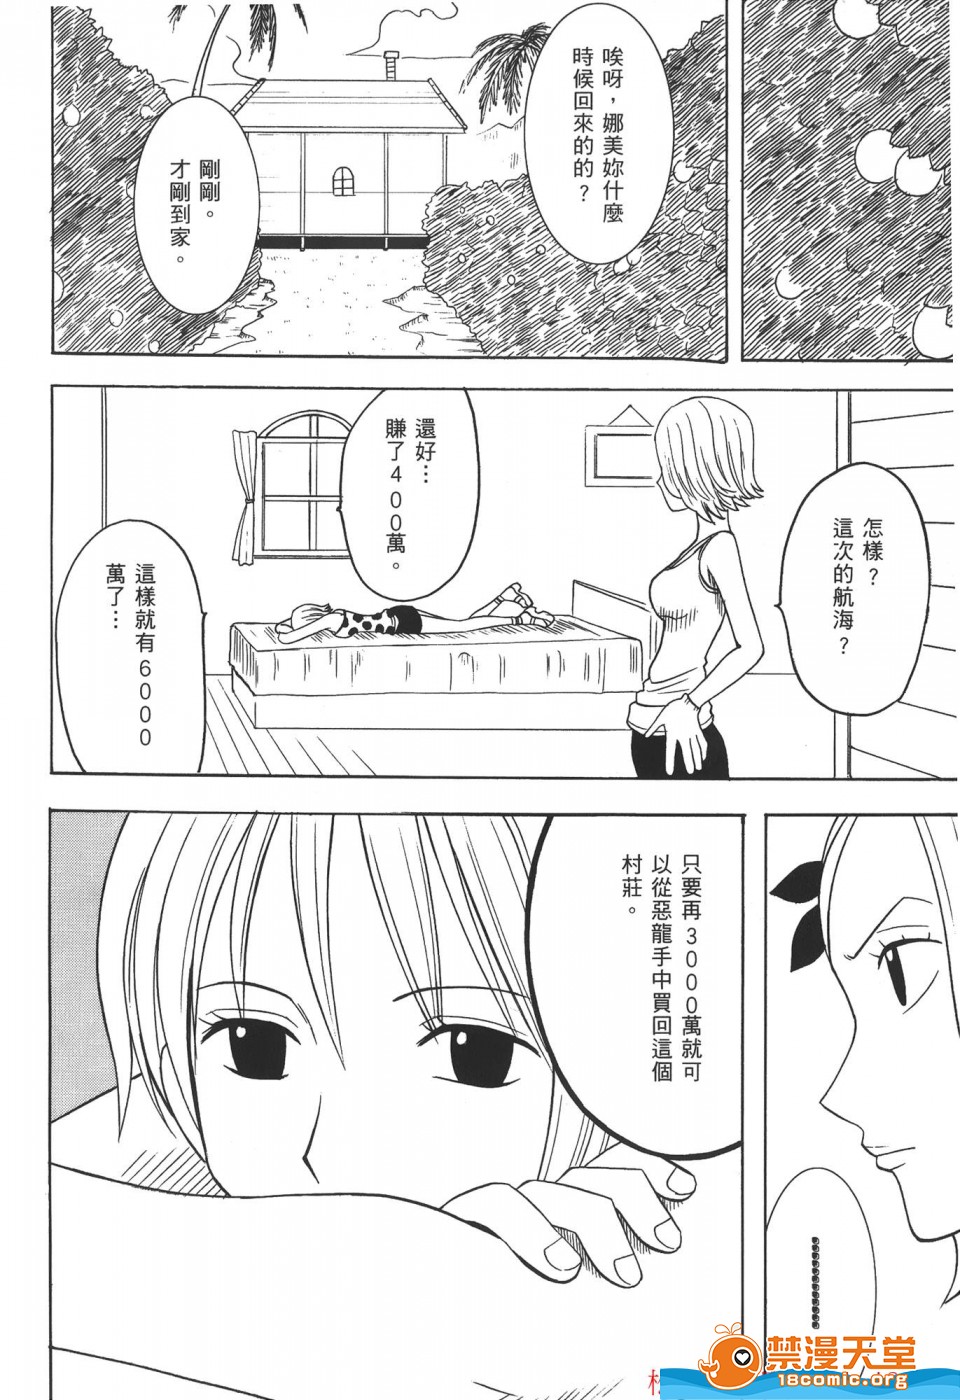 唉呀，娜美妳什麼
時候回來的的？
剛剛。
才剛到家。
怎樣？
這次的航海？
還好…
賺了400萬。
這樣就有6000
萬了…
只要再3000萬就可
以從惡龍手中買回這個
村莊。
禁漫天堂
18comic.org